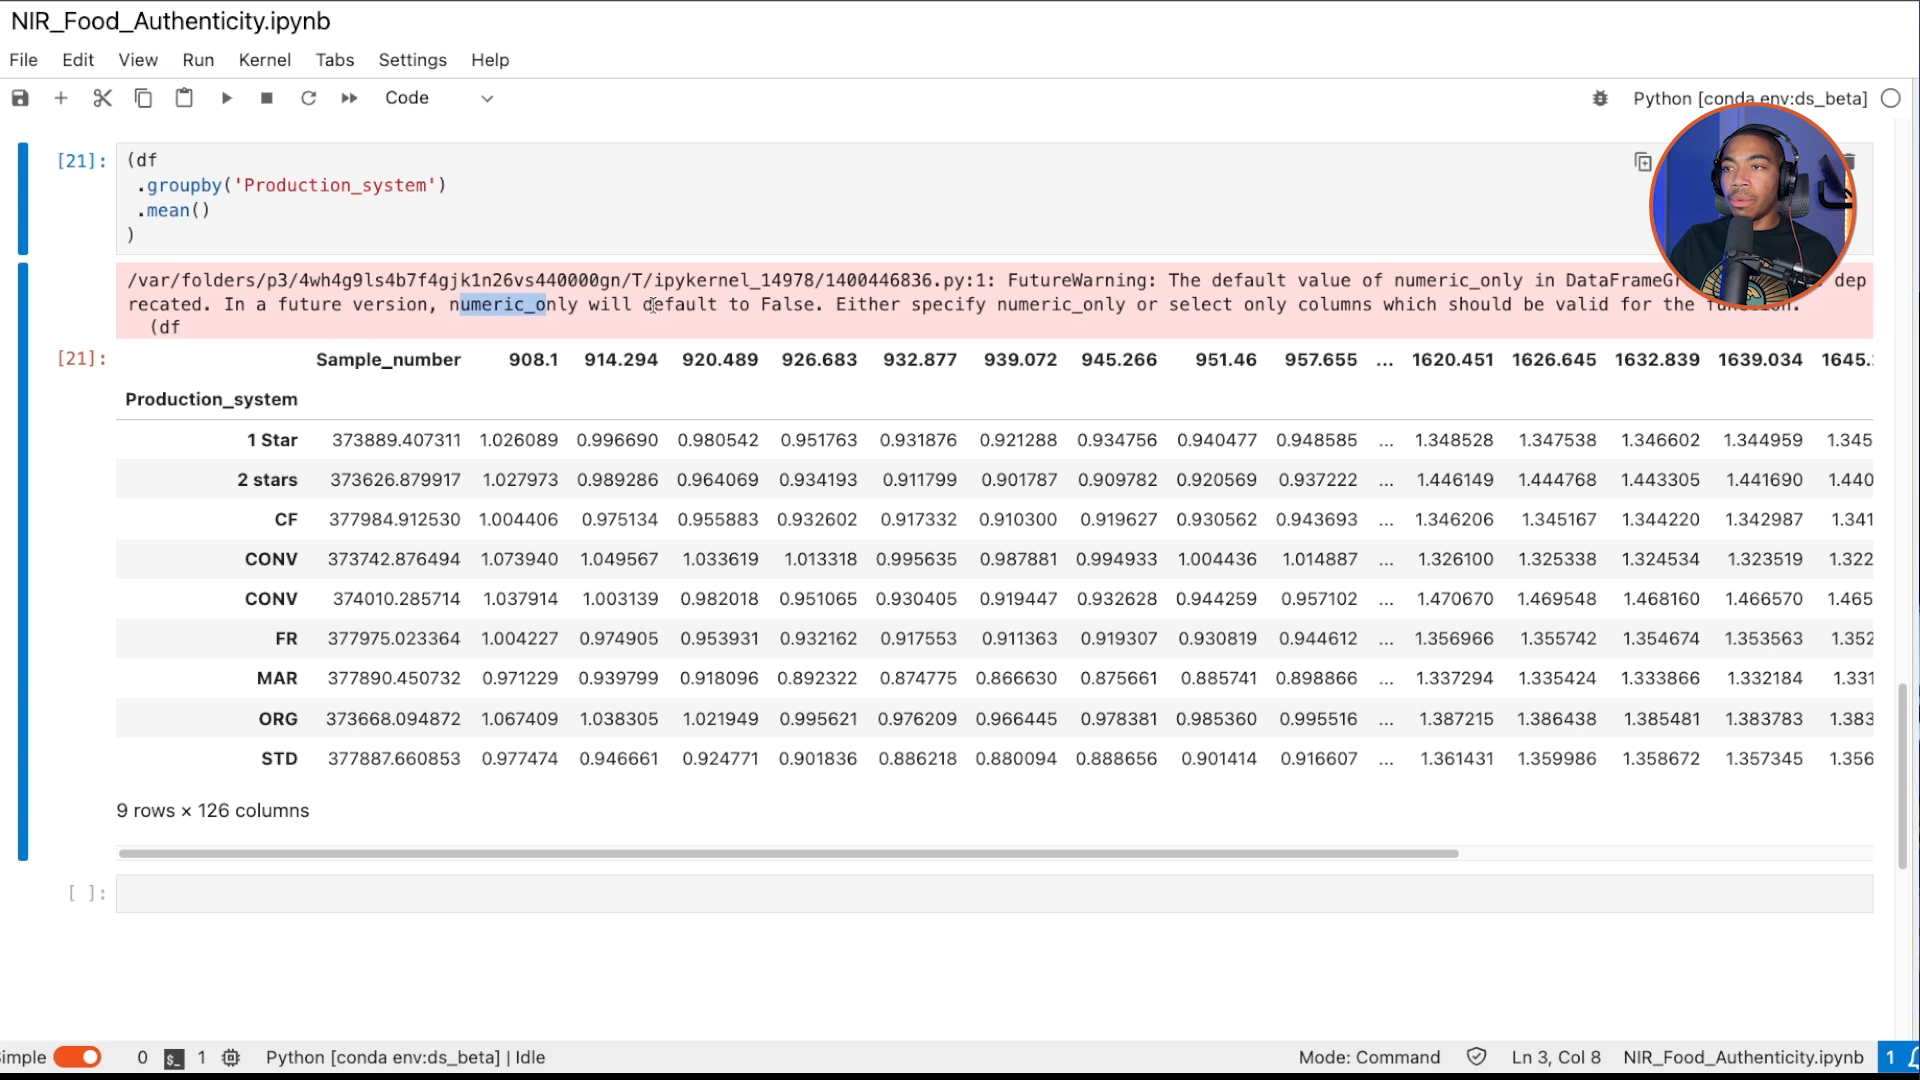 NIR_Food_Authenticity.ipynb
File Edit View Run Kernel Tabs Settings Help
Code Python [conda env:ds_beta]
[21]: (df
.groupby('Production_system')
.mean()
)
/var/folders/p3/4wh4g9ls4b7f4gjk1n26vs440000gn/T/ipykernel_14978/1400446836.py:1: FutureWarning: The default value of numeric_only in dep
recated. In a future version, numeric_only will default to False. Either specify numeric_only or select only columns which should be valid for the function.
(df
[21]: Sample_number 908.1 914.294 920.489 926.683 932.877 939.072 945.266 951.46 957.655 ... 1620.451 1626.645 1632.839 1639.034 1645.
Production_system
1 Star 373889.407311 1.026089 0.996690 0.980542 0.951763 0.931876 0.921288 0.934756 0.940477 0.948585 ... 1.348528 1.347538 1.346602 1.344959 1.345
2 stars 373626.879917 1.027973 0.989286 0.964069 0.934193 0.911799 0.901787 0.909782 0.920569 0.937222 ... 1.446149 1.444768 1.443305 1.441690 1.440
CF 377984.912530 1.004406 0.975134 0.955883 0.932602 0.917332 0.910300 0.919627 0.930562 0.943693 ... 1.346206 1.345167 1.344220 1.342987 1.341
CONV 373742.876494 1.073940 1.049567 1.033619 1.013318 0.995635 0.987881 0.994933 1.004436 1.014887 ... 1.326100 1.325338 1.324534 1.323519 1.322
CONV 374010.285714 1.037914 1.003139 0.982018 0.951065 0.930405 0.919447 0.932628 0.944259 0.957102 ... 1.470670 1.469548 1.468160 1.466570 1.465
FR 377975.023364 1.004227 0.974905 0.953931 0.932162 0.917553 0.911363 0.919307 0.930819 0.944612 ... 1.356966 1.355742 1.354674 1.353563 1.352
MAR 377890.450732 0.971229 0.939799 0.918096 0.892322 0.874775 0.866630 0.875661 0.885741 0.898866 ... 1.337294 1.335424 1.333866 1.332184 1.331
ORG 373668.094872 1.067409 1.038305 1.021949 0.995621 0.976209 0.966445 0.978381 0.985360 0.995516 ... 1.387215 1.386438 1.385481 1.383783 1.383
STD 377887.660853 0.977474 0.946661 0.924771 0.901836 0.886218 0.880094 0.888656 0.901414 0.916607 ... 1.361431 1.359986 1.358672 1.357345 1.356
9 rows × 126 columns
[ ]:
imple 0 1 Python [conda env:ds_beta] | Idle Mode: Command Ln 3, Col 8 NIR_Food_Authenticity.ipynb 1